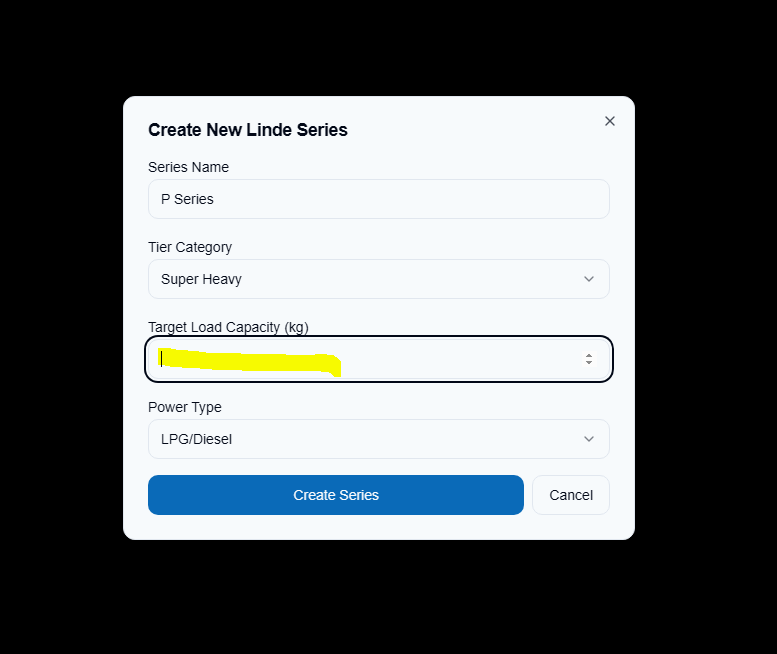 Create New Linde Series
Series Name
P Series
Tier Category
Super Heavy
Target Load Capacity (kg)
Power Type
LPG/Diesel
Create Series
Cancel